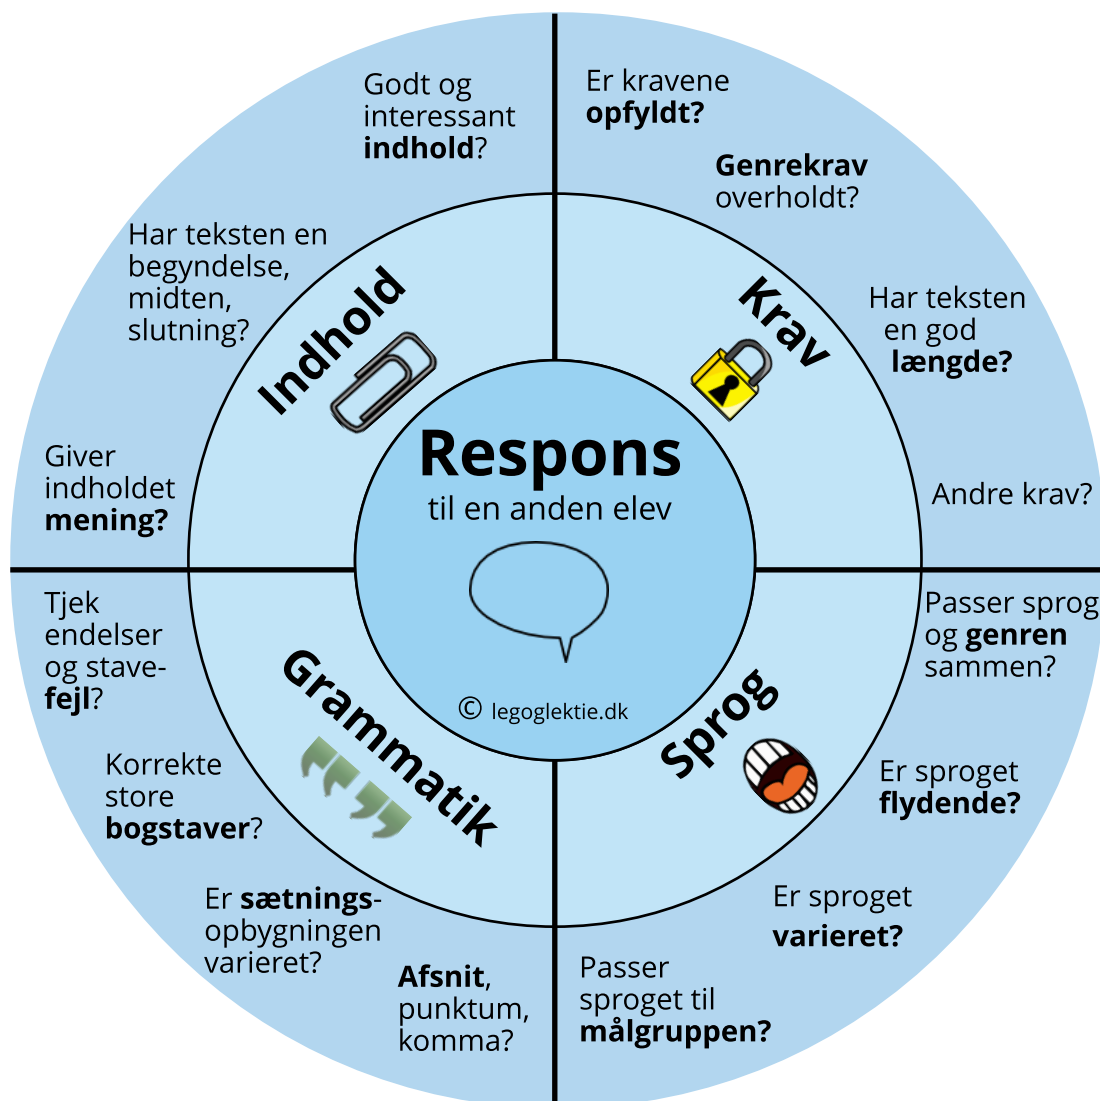 Respons
til en anden elev
© legoglektie.dk
Indhold
Godt og
interessant
indhold?
Har teksten en
begyndelse,
midten,
slutning?
Giver
indholdet
mening?
Krav
Er kravene
opfyldt?
Genrekrav
overholdt?
Har teksten
en god
længde?
Andre krav?
Sprog
Passer sprog
og genren
sammen?
Er sproget
flydende?
Er sproget
varieret?
Passer
sproget til
målgruppen?
Grammatik
Tjek
endelser
og stave-
fejl?
Korrekte
store
bogstaver?
Er sætnings-
opbygningen
varieret?
Afsnit,
punktum,
komma?